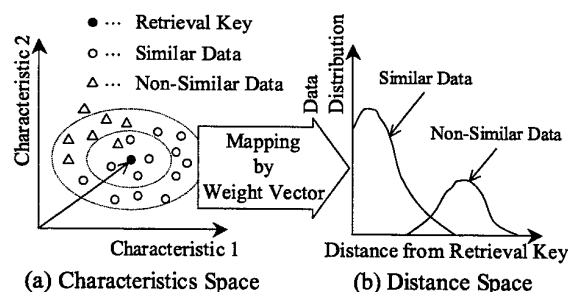 ● ··· Retrieval Key
○ ··· Similar Data
△ ··· Non-Similar Data
Characteristic 2
Characteristic 1
(a) Characteristics Space
Mapping
by
Weight Vector
Data
Distribution
Similar Data
Non-Similar Data
Distance from Retrieval Key
(b) Distance Space